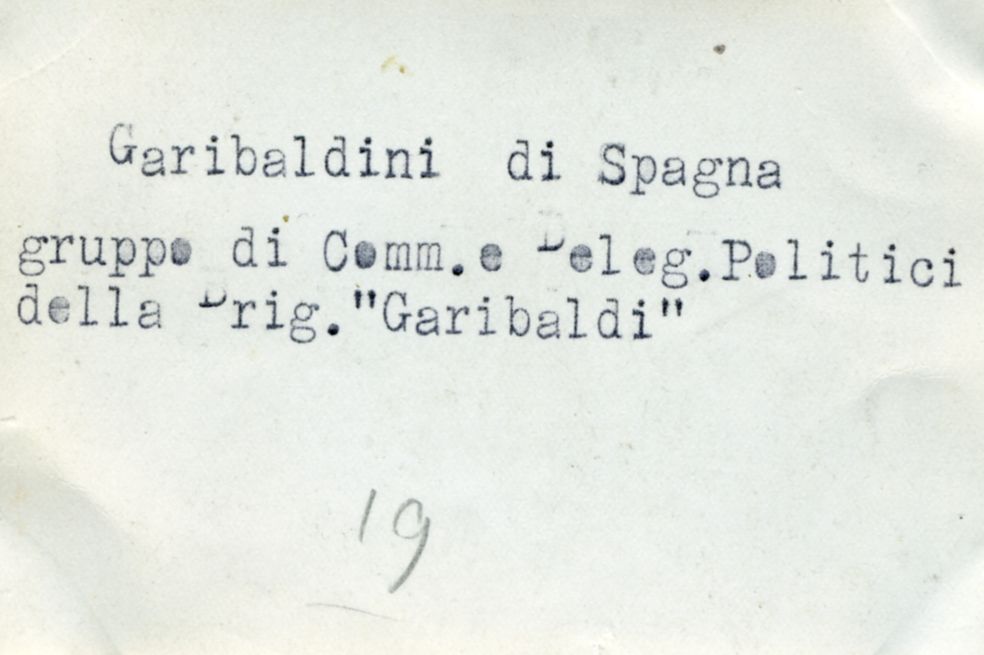 Garibaldini di Spagna
gruppo di Comm.e Deleg.Politici
della Brig."Garibaldi"
19